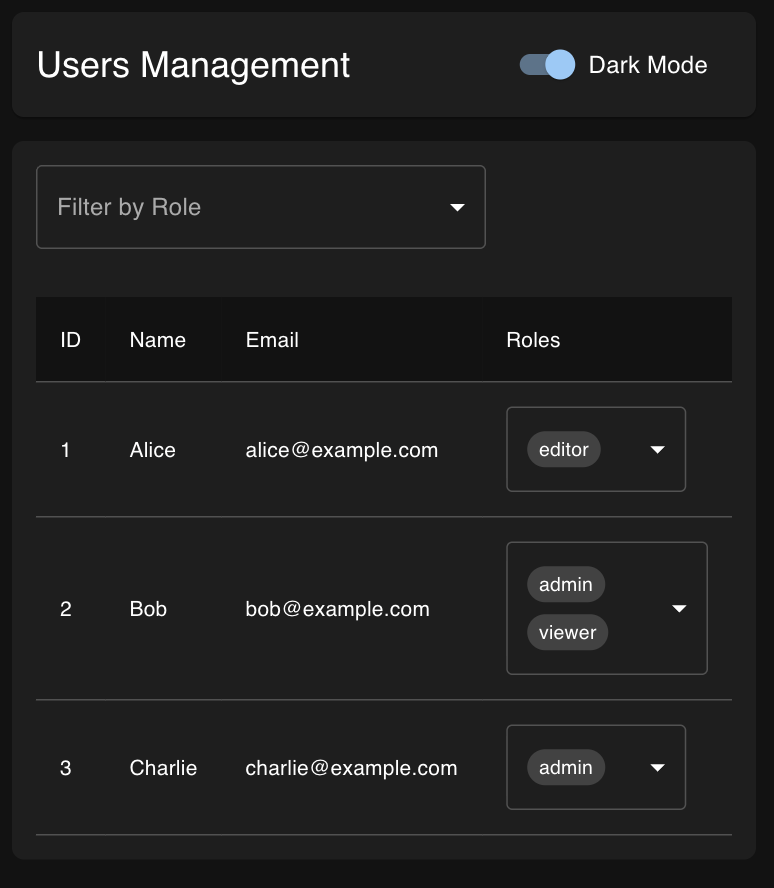 Users Management
Dark Mode
Filter by Role
ID Name Email Roles
1 Alice alice@example.com editor
2 Bob bob@example.com admin
viewer
3 Charlie charlie@example.com admin